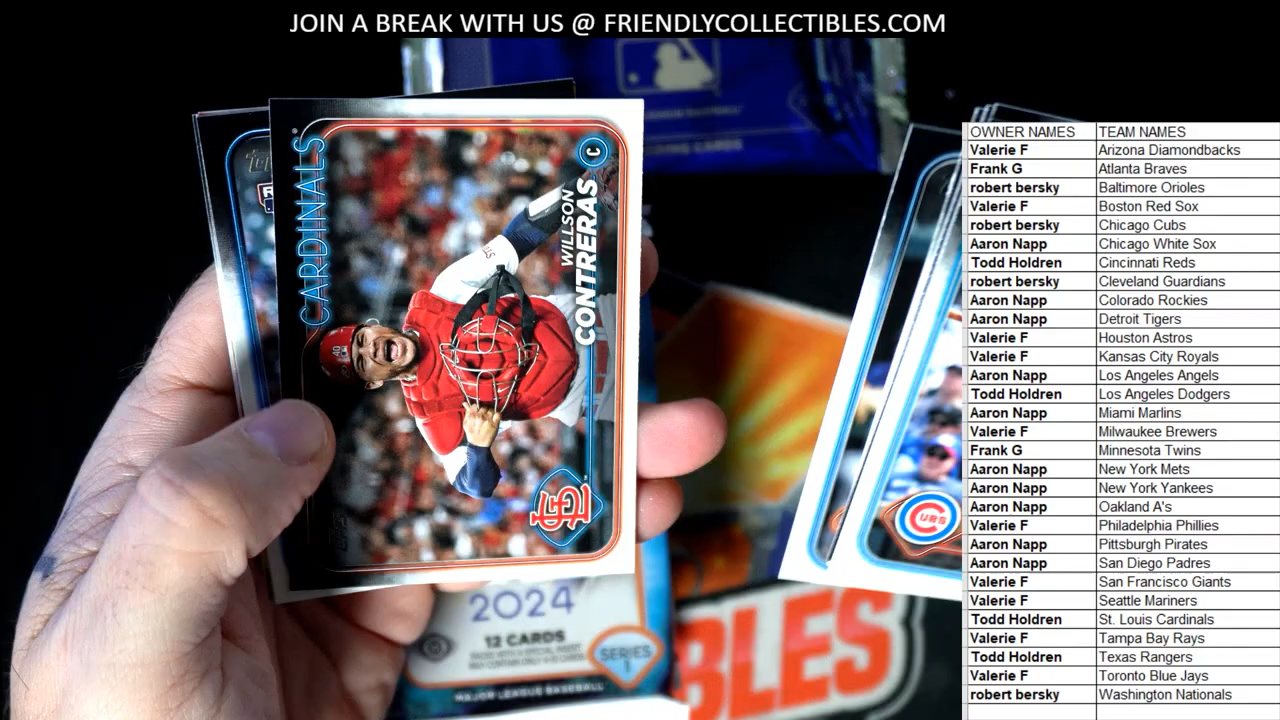 JOIN A BREAK WITH US @ FRIENDLYCOLLECTIBLES.COM
CARDINALS
C
WILLSON
CONTRERAS
STL
CUBS
2024
12 CARDS
SERIES
1
MAJOR LEAGUE BASEBALL
BLES
OWNER NAMES TEAM NAMES
Valerie F Arizona Diamondbacks
Frank G Atlanta Braves
robert bersky Baltimore Orioles
Valerie F Boston Red Sox
robert bersky Chicago Cubs
Aaron Napp Chicago White Sox
Todd Holdren Cincinnati Reds
robert bersky Cleveland Guardians
Aaron Napp Colorado Rockies
Aaron Napp Detroit Tigers
Valerie F Houston Astros
Valerie F Kansas City Royals
Aaron Napp Los Angeles Angels
Todd Holdren Los Angeles Dodgers
Aaron Napp Miami Marlins
Valerie F Milwaukee Brewers
Frank G Minnesota Twins
Aaron Napp New York Mets
Aaron Napp New York Yankees
Aaron Napp Oakland A's
Valerie F Philadelphia Phillies
Aaron Napp Pittsburgh Pirates
Aaron Napp San Diego Padres
Valerie F San Francisco Giants
Valerie F Seattle Mariners
Todd Holdren St. Louis Cardinals
Valerie F Tampa Bay Rays
Todd Holdren Texas Rangers
Valerie F Toronto Blue Jays
robert bersky Washington Nationals